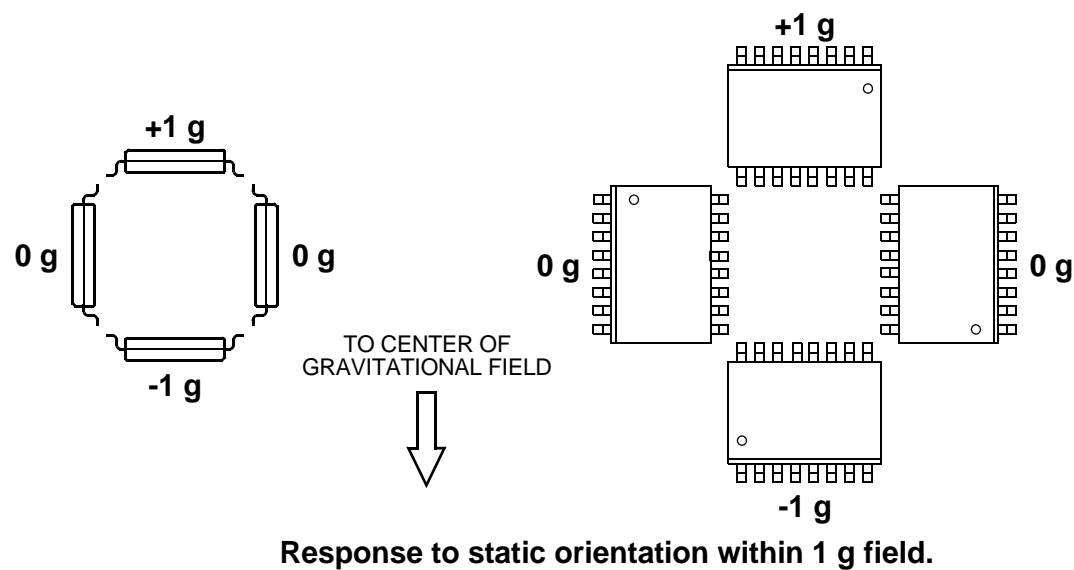 +1 g
+1 g
0 g
0 g
0 g
0 g
TO CENTER OF
GRAVITATIONAL FIELD
-1 g
-1 g
Response to static orientation within 1 g field.